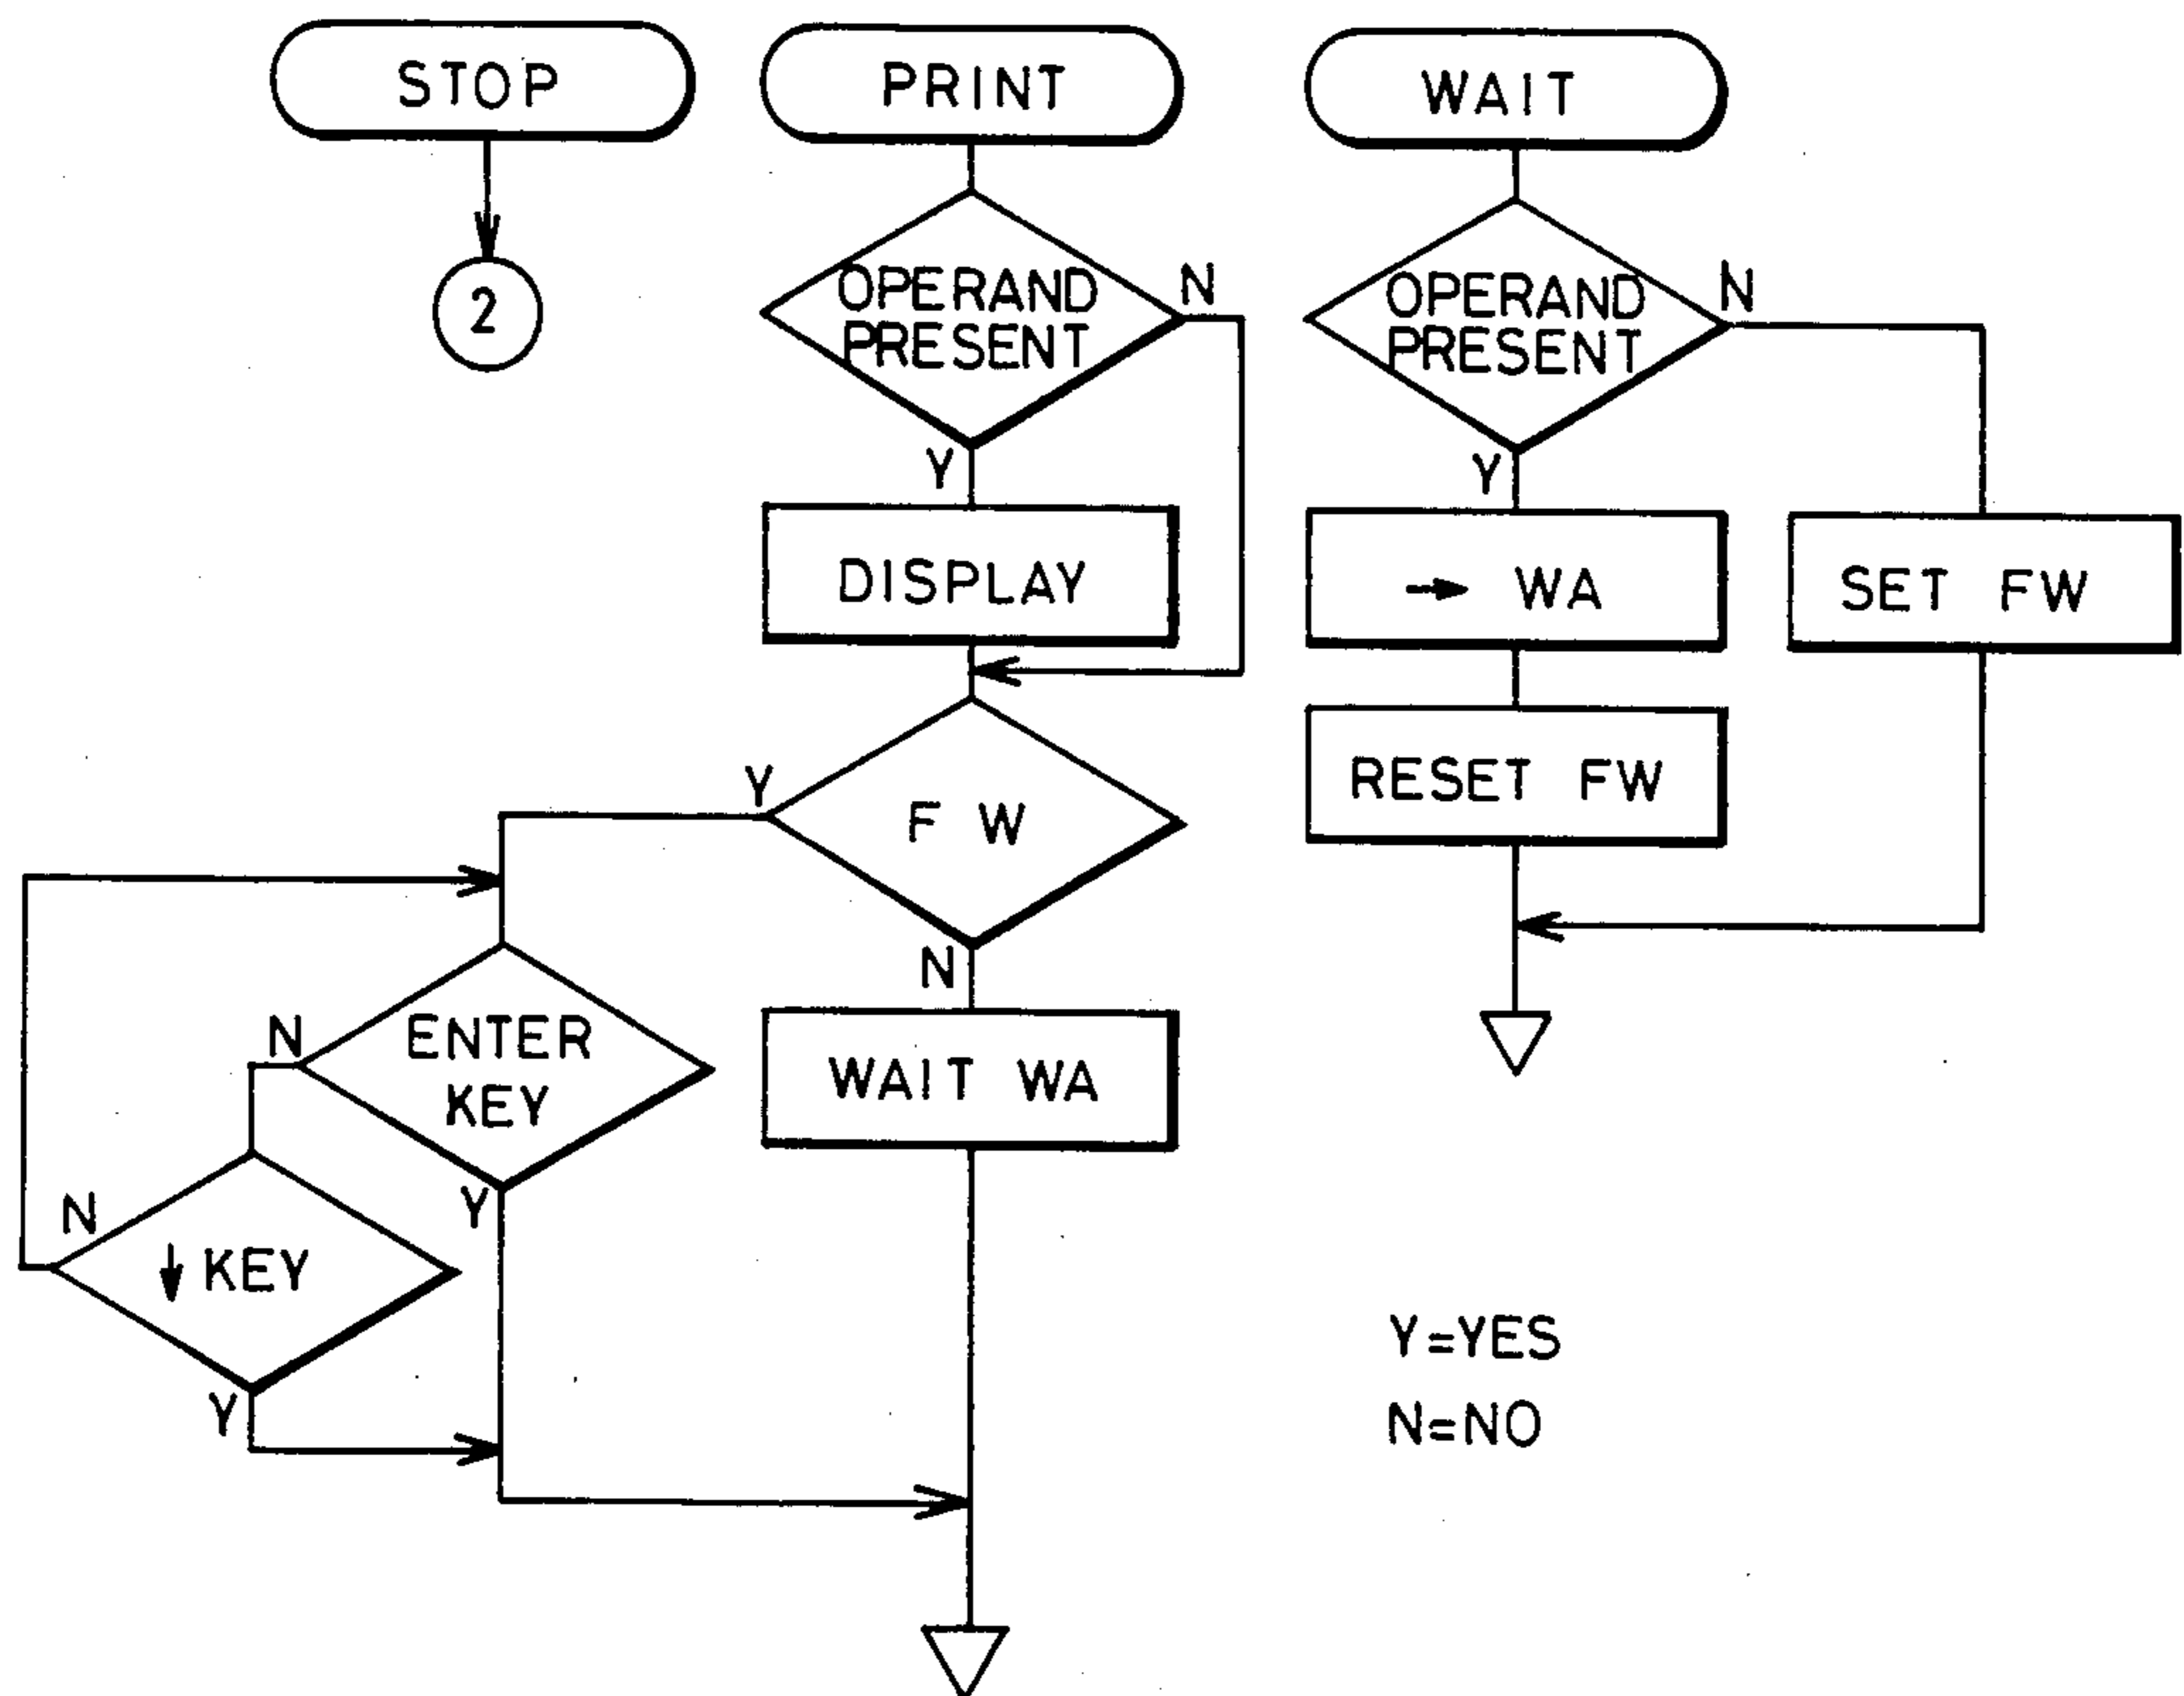 STOP
PRINT
WAIT
2
OPERAND
PRESENT
N
Y
OPERAND
PRESENT
N
Y
DISPLAY
→ WA
SET FW
RESET FW
F W
Y
N
ENTER
KEY
N
Y
WAIT WA
↓ KEY
N
Y
Y=YES
N=NO